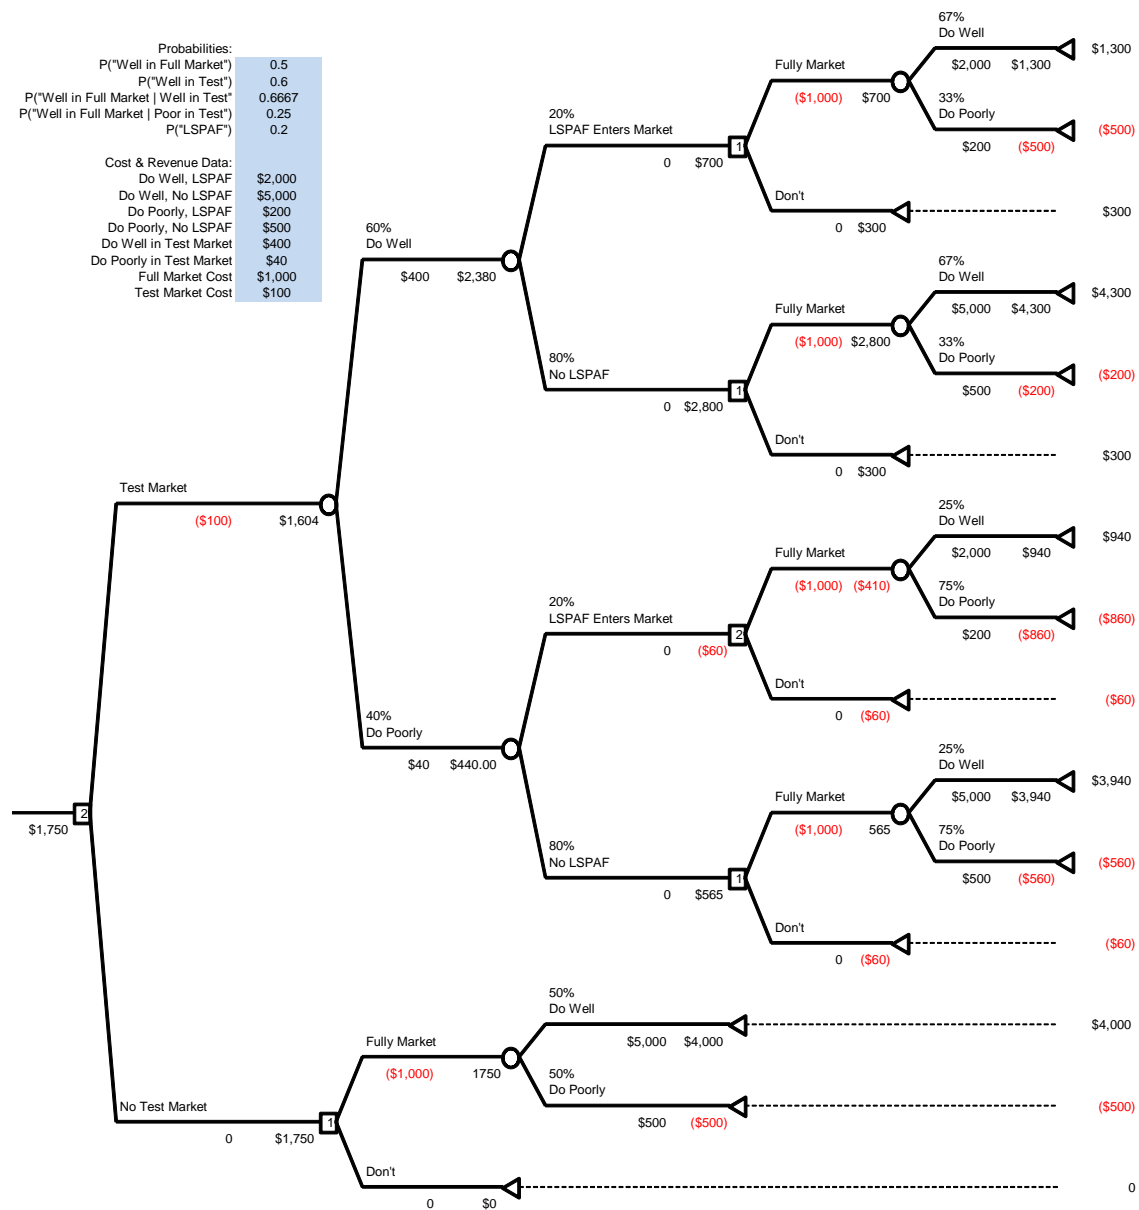 Probabilities:
P("Well in Full Market") 0.5
P("Well in Test") 0.6
P("Well in Full Market | Well in Test" 0.6667
P("Well in Full Market | Poor in Test") 0.25
P("LSPAF") 0.2
Cost & Revenue Data:
Do Well, LSPAF $2,000
Do Well, No LSPAF $5,000
Do Poorly, LSPAF $200
Do Poorly, No LSPAF $500
Do Well in Test Market $400
Do Poorly in Test Market $40
Full Market Cost $1,000
Test Market Cost $100
67%
Do Well
$1,300
$2,000 $1,300
Fully Market
($1,000) $700
33%
Do Poorly
($500)
$200 ($500)
20%
LSPAF Enters Market
1
0 $700
Don't
$300
0 $300
60%
Do Well
$400 $2,380
67%
Do Well
$4,300
$5,000 $4,300
Fully Market
($1,000) $2,800
33%
Do Poorly
($200)
$500 ($200)
80%
No LSPAF
1
0 $2,800
Don't
$300
0 $300
Test Market
($100) $1,604
25%
Do Well
$940
$2,000 $940
Fully Market
($1,000) ($410)
75%
Do Poorly
($860)
$200 ($860)
20%
LSPAF Enters Market
2
0 ($60)
Don't
($60)
0 ($60)
40%
Do Poorly
$40 $440.00
25%
Do Well
$3,940
$5,000 $3,940
Fully Market
($1,000) 565
75%
Do Poorly
($560)
$500 ($560)
2
$1,750
80%
No LSPAF
1
0 $565
Don't
($60)
0 ($60)
50%
Do Well
$4,000
$5,000 $4,000
Fully Market
($1,000) 1750
50%
Do Poorly
($500)
$500 ($500)
No Test Market
1
0 $1,750
Don't
0
0 $0